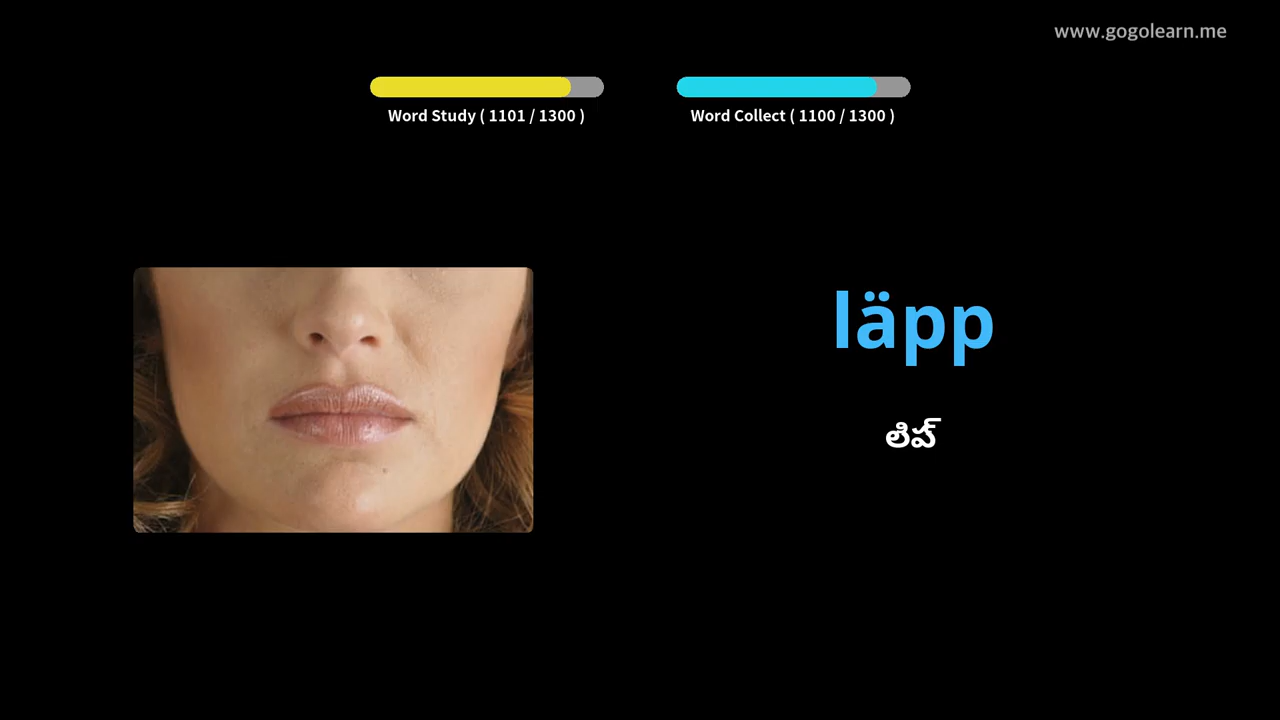 www.gogolearn.me
Word Study ( 1101 / 1300 )
Word Collect ( 1100 / 1300 )
läpp
లిప్